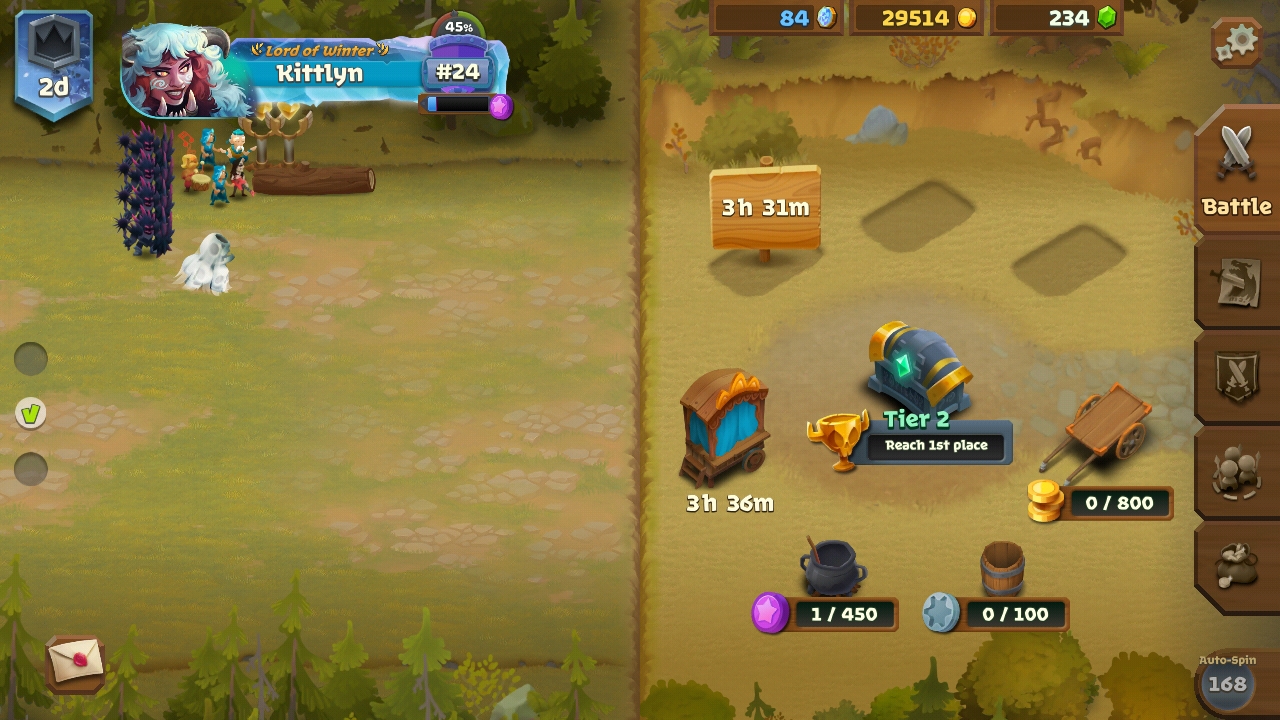 84
29514
234
2d
Lord of Winter
Kittlyn
45%
#24
3h 31m
Battle
Tier 2
Reach 1st place
3h 36m
0 / 800
1 / 450
0 / 100
Auto-Spin
168